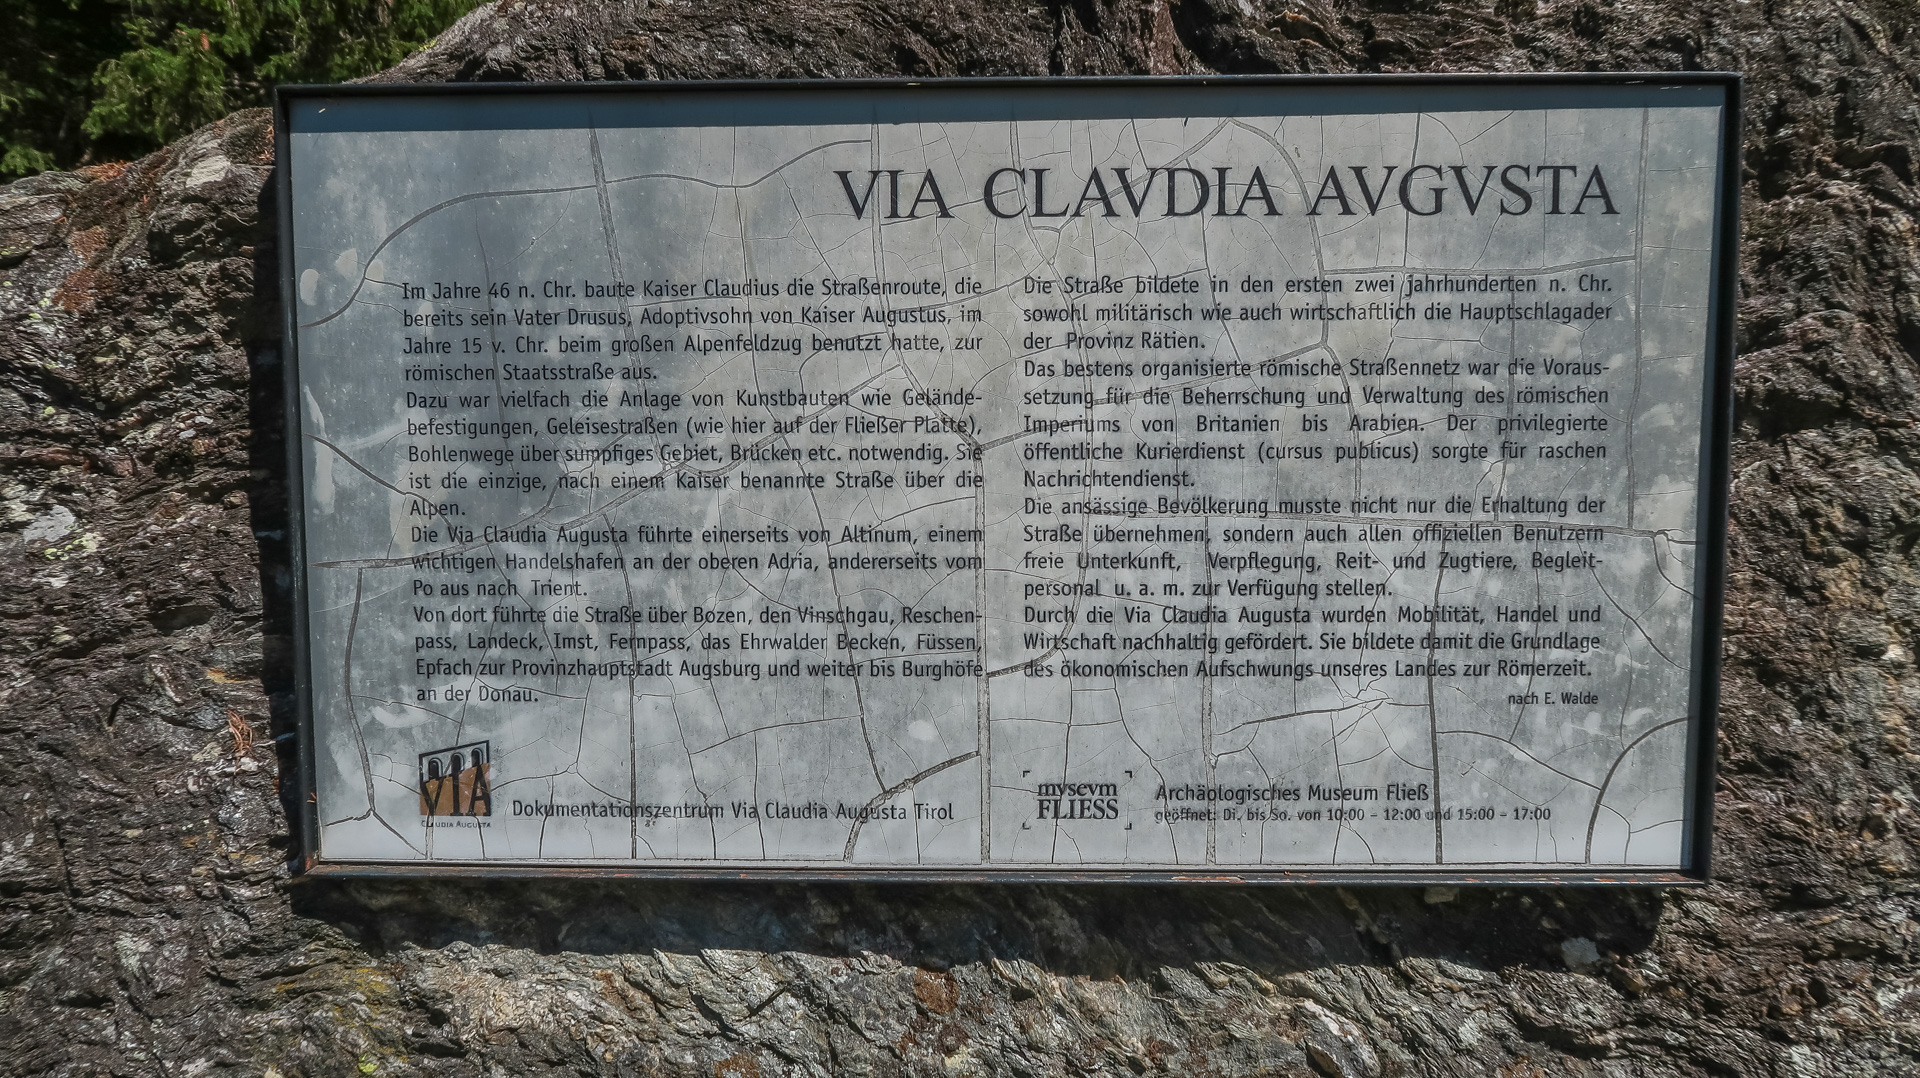 VIA CLAVDIA AVGVSTA
Im Jahre 46 n. Chr. baute Kaiser Claudius die Straßenroute, die
bereits sein Vater Drusus, Adoptivsohn von Kaiser Augustus, im
Jahre 15 v. Chr. beim großen Alpenfeldzug benutzt hatte, zur
römischen Staatsstraße aus.
Dazu war vielfach die Anlage von Kunstbauten wie Gelände-
befestigungen, Geleisestraßen (wie hier auf der Fließer Platte),
Bohlenwege über sumpfiges Gebiet, Brücken etc. notwendig. Sie
ist die einzige, nach einem Kaiser benannte Straße über die
Alpen.
Die Via Claudia Augusta führte einerseits von Altinum, einem
wichtigen Handelshafen an der oberen Adria, andererseits vom
Po aus nach Trient.
Von dort führte die Straße über Bozen, den Vinschgau, Reschen-
pass, Landeck, Imst, Fernpass, das Ehrwalder Becken, Füssen,
Epfach zur Provinzhauptstadt Augsburg und weiter bis Burghöfe
an der Donau.
Die Straße bildete in den ersten zwei jahrhunderten n. Chr.
sowohl militärisch wie auch wirtschaftlich die Hauptschlagader
der Provinz Rätien.
Das bestens organisierte römische Straßennetz war die Voraus-
setzung für die Beherrschung und Verwaltung des römischen
Imperiums von Britanien bis Arabien. Der privilegierte
öffentliche Kurierdienst (cursus publicus) sorgte für raschen
Nachrichtendienst.
Die ansässige Bevölkerung musste nicht nur die Erhaltung der
Straße übernehmen, sondern auch allen offiziellen Benutzern
freie Unterkunft, Verpflegung, Reit- und Zugtiere, Begleit-
personal u. a. m. zur Verfügung stellen.
Durch die Via Claudia Augusta wurden Mobilität, Handel und
Wirtschaft nachhaltig gefördert. Sie bildete damit die Grundlage
des ökonomischen Aufschwungs unseres Landes zur Römerzeit.
nach E. Walde
VIA
CLAUDIA AUGUSTA
Dokumentationszentrum Via Claudia Augusta Tirol
mvsevm
FLIESS
Archäologisches Museum Fließ
geöffnet: Di. bis So. von 10:00 – 12:00 und 15:00 – 17:00